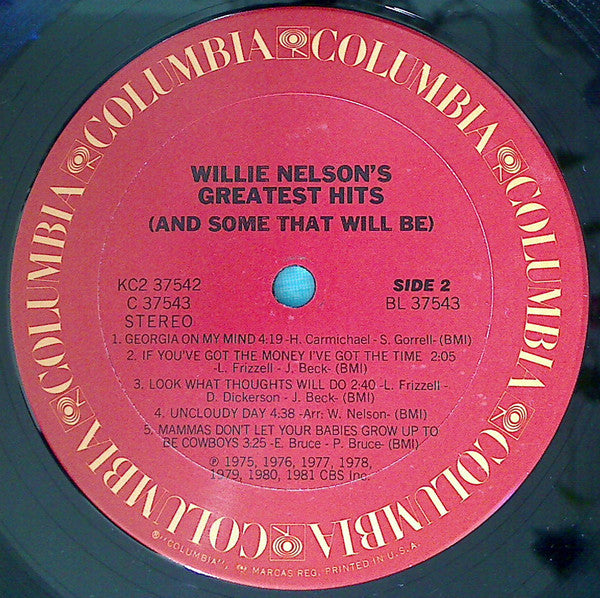 COLUMBIA COLUMBIA COLUMBIA COLUMBIA COLUMBIA COLUMBIA
WILLIE NELSON'S
GREATEST HITS
(AND SOME THAT WILL BE)
KC2 37542
C 37543
STEREO
SIDE 2
BL 37543
1. GEORGIA ON MY MIND 4:19 -H. Carmichael - S. Gorrell- (BMI)
2. IF YOU'VE GOT THE MONEY I'VE GOT THE TIME 2:05
-L. Frizzell - J. Beck- (BMI)
3. LOOK WHAT THOUGHTS WILL DO 2:40 -L. Frizzell -
D. Dickerson - J. Beck- (BMI)
4. UNCLOUDY DAY 4:38 -Arr: W. Nelson- (BMI)
5. MAMMAS DON'T LET YOUR BABIES GROW UP TO
BE COWBOYS 3:25 -E. Bruce - P. Bruce- (BMI)
℗ 1975, 1976, 1977, 1978,
1979, 1980, 1981 CBS Inc.
"COLUMBIA", MARCAS REG. PRINTED IN U.S.A.